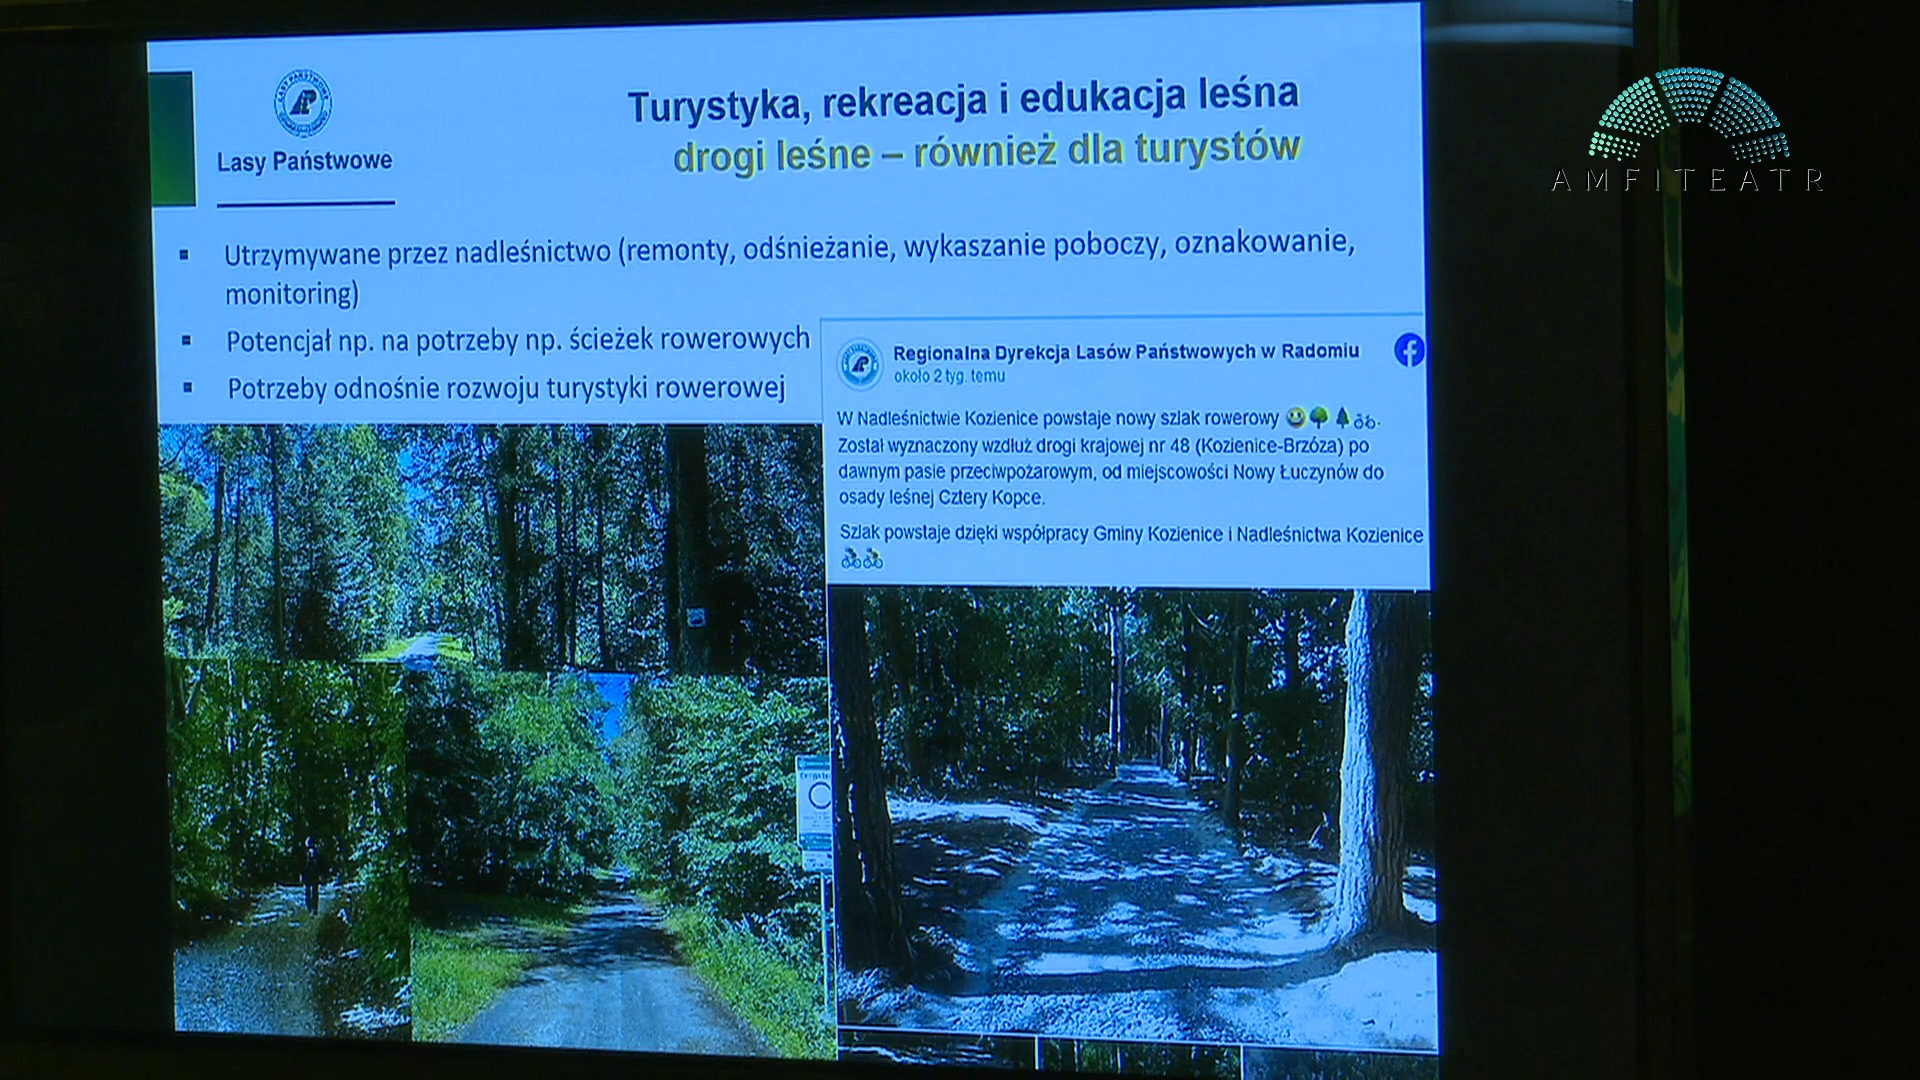 Lasy Państwowe
Turystyka, rekreacja i edukacja leśna
drogi leśne – również dla turystów
AMFITEATR
▪ Utrzymywane przez nadleśnictwo (remonty, odśnieżanie, wykaszanie poboczy, oznakowanie,
monitoring)
▪ Potencjał np. na potrzeby np. ścieżek rowerowych
▪ Potrzeby odnośnie rozwoju turystyki rowerowej
Regionalna Dyrekcja Lasów Państwowych w Radomiu
około 2 tyg. temu
W Nadleśnictwie Kozienice powstaje nowy szlak rowerowy 😃🌳🌲🚲.
Został wyznaczony wzdłuż drogi krajowej nr 48 (Kozienice-Brzóza) po
dawnym pasie przeciwpożarowym, od miejscowości Nowy Łuczynów do
osady leśnej Cztery Kopce.
Szlak powstaje dzięki współpracy Gminy Kozienice i Nadleśnictwa Kozienice
🚴🚴